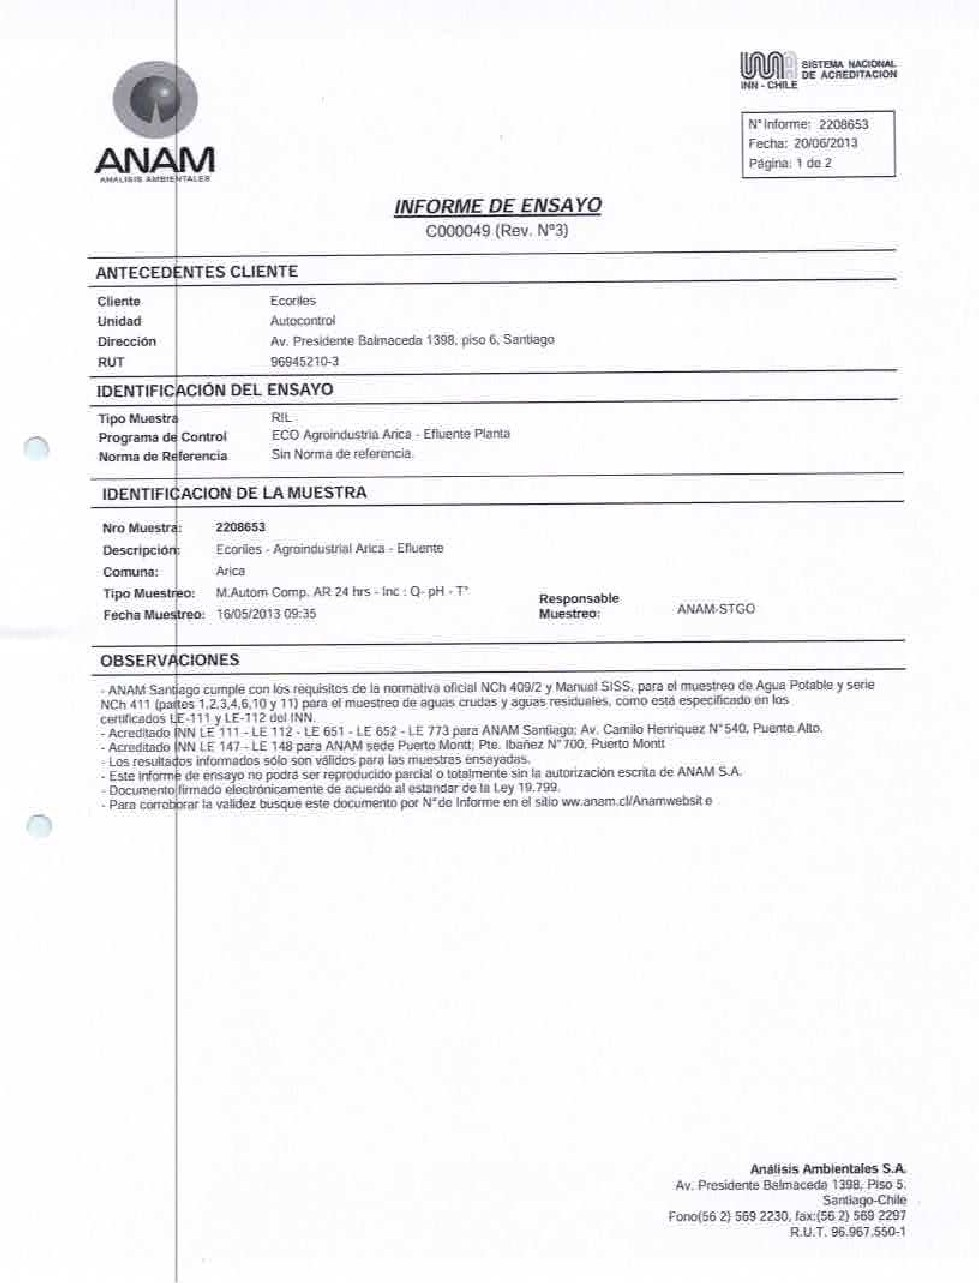 ANAM
ANALISIS AMBIENTALES
INN - CHILE
SISTEMA NACIONAL
DE ACREDITACION
N° Informe: 2208653
Fecha: 20/06/2013
Página: 1 de 2
INFORME DE ENSAYO
C000049 (Rev. N°3)
ANTECEDENTES CLIENTE
Cliente Ecoriles
Unidad Autocontrol
Dirección Av. Presidente Balmaceda 1398, piso 6, Santiago
RUT 96945210-3
IDENTIFICACIÓN DEL ENSAYO
Tipo Muestra RIL
Programa de Control ECO Agroindustria Arica - Efluente Planta
Norma de Referencia Sin Norma de referencia.
IDENTIFICACION DE LA MUESTRA
Nro Muestra: 2208653
Descripción: Ecoriles - Agroindustrial Arica - Efluente
Comuna: Arica
Tipo Muestreo: M.Autom Comp. AR 24 hrs - Inc : Q- pH - T°
Fecha Muestreo: 16/05/2013 09:35
Responsable
Muestreo: ANAM-STGO
OBSERVACIONES
- ANAM Santiago cumple con los requisitos de la normativa oficial NCh 409/2 y Manual SISS, para el muestreo de Agua Potable y serie
NCh 411 (partes 1,2,3,4,6,10 y 11) para el muestreo de aguas crudas y aguas residuales, como está especificado en los
certificados LE-111 y LE-112 del INN.
- Acreditado INN LE 111 - LE 112 - LE 651 - LE 652 - LE 773 para ANAM Santiago; Av. Camilo Henríquez N°540, Puente Alto.
- Acreditado INN LE 147 - LE 148 para ANAM sede Puerto Montt; Pte. Ibañez N°700, Puerto Montt
- Los resultados informados sólo son válidos para las muestras ensayadas.
- Este informe de ensayo no podrá ser reproducido parcial o totalmente sin la autorización escrita de ANAM S.A.
- Documento firmado electrónicamente de acuerdo al estandar de la Ley 19.799.
- Para corroborar la validez busque este documento por N°de Informe en el sitio ww.anam.cl/Anamwebsite
Análisis Ambientales S.A.
Av. Presidente Balmaceda 1398, Piso 5,
Santiago-Chile
Fono(56 2) 569 2230, fax:(56 2) 569 2297
R.U.T. 96.967.550-1